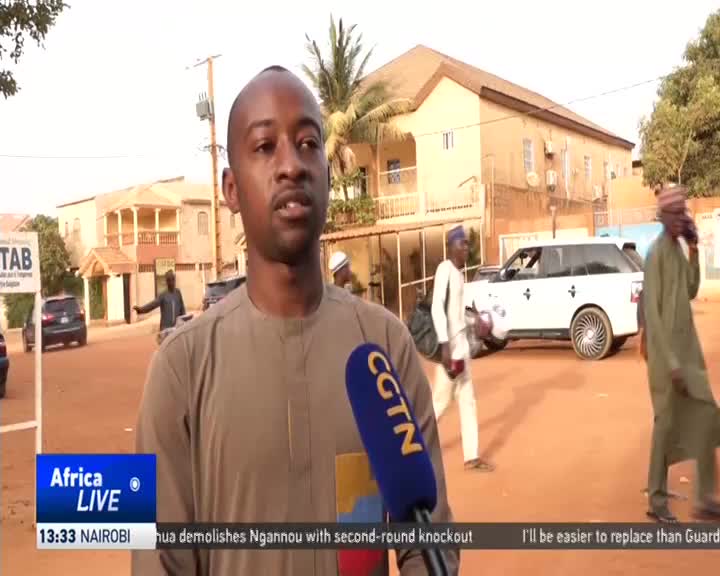 TAB
CGTN
Africa
LIVE
13:33 NAIROBI
hua demolishes Ngannou with second-round knockout I'll be easier to replace than Guard